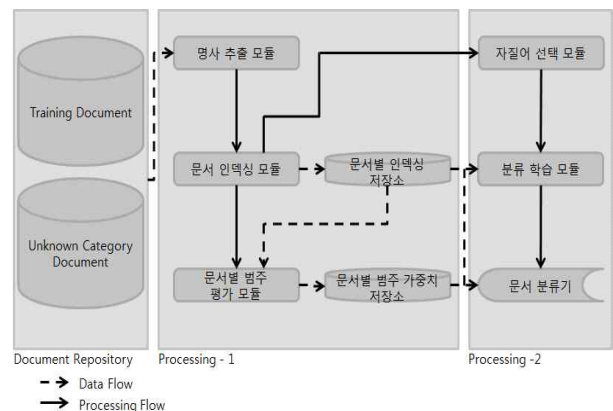 Training Document
Unknown Category
Document
명사 추출 모듈
자질어 선택 모듈
문서 인덱싱 모듈
문서별 인덱싱
저장소
분류 학습 모듈
문서별 범주
평가 모듈
문서별 범주 가중치
저장소
문서 분류기
Document Repository
Processing - 1
Processing -2
Data Flow
Processing Flow